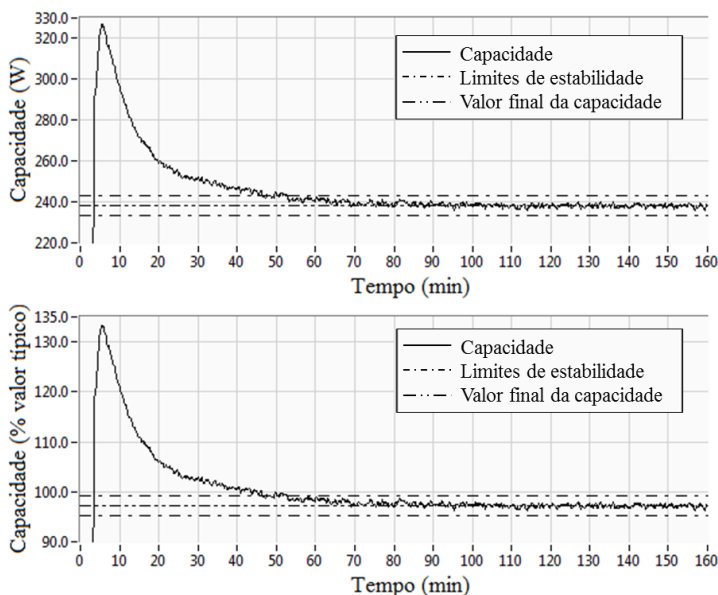 330.0
320.0
300.0
280.0
260.0
240.0
220.0
Capacidade (W)
Capacidade
Limites de estabilidade
Valor final da capacidade
0 10 20 30 40 50 60 70 80 90 100 110 120 130 140 150 160
Tempo (min)
135.0
130.0
120.0
110.0
100.0
90.0
Capacidade (% valor típico)
Capacidade
Limites de estabilidade
Valor final da capacidade
0 10 20 30 40 50 60 70 80 90 100 110 120 130 140 150 160
Tempo (min)